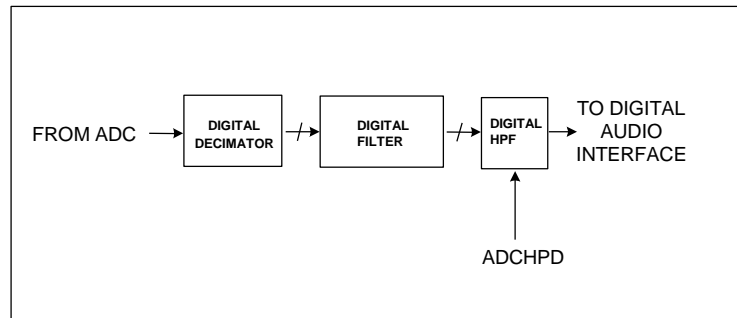 FROM ADC
DIGITAL
DECIMATOR
DIGITAL
FILTER
DIGITAL
HPF
TO DIGITAL
AUDIO
INTERFACE
ADCHPD